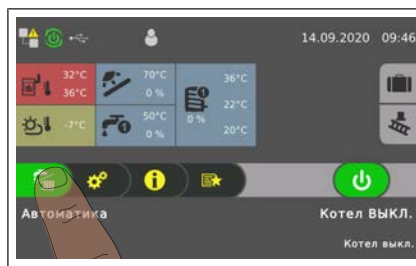 14.09.2020 09:46
32°C 70°C 36°C
36°C 0 % 22°C
-7°C 50°C 0 % 20°C
0 %
Автоматика Котел ВЫКЛ.
Котел выкл.